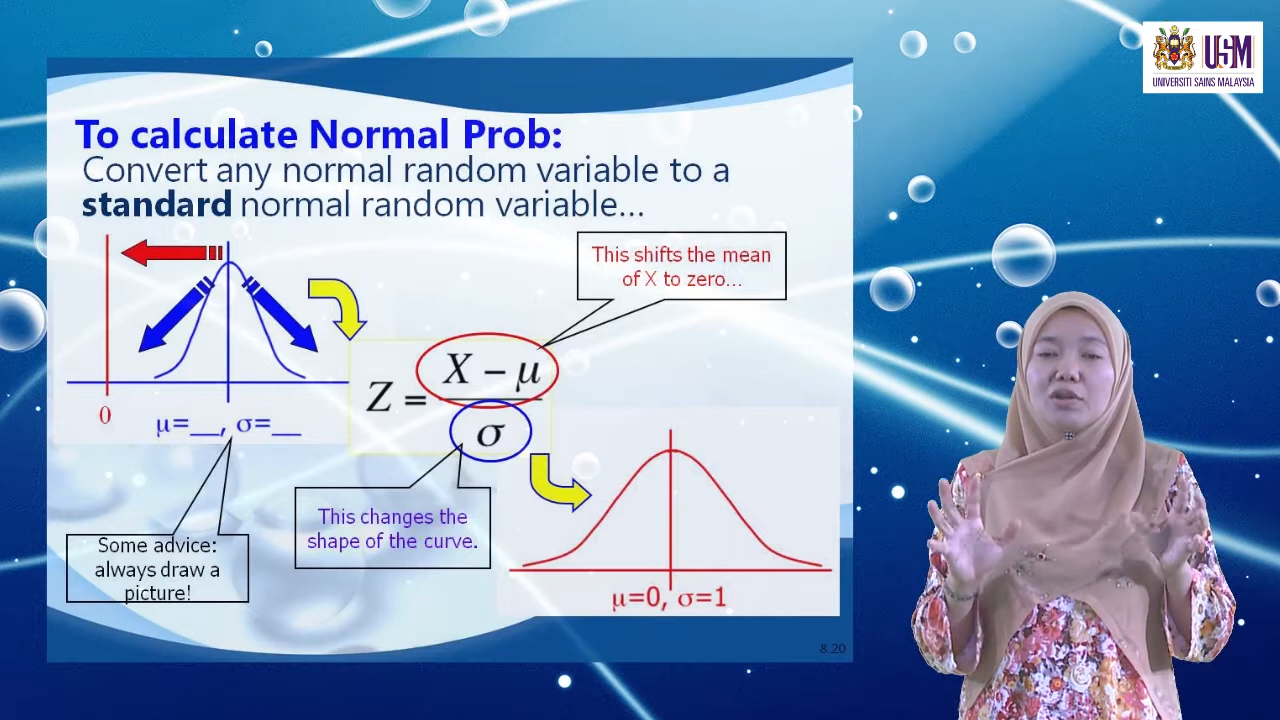 USM
UNIVERSITI SAINS MALAYSIA
To calculate Normal Prob:
Convert any normal random variable to a
standard normal random variable...
This shifts the mean
of X to zero...
Z = X − μ
σ
0
μ=__, σ=__
This changes the
shape of the curve.
Some advice:
always draw a
picture!
μ=0, σ=1
8.20